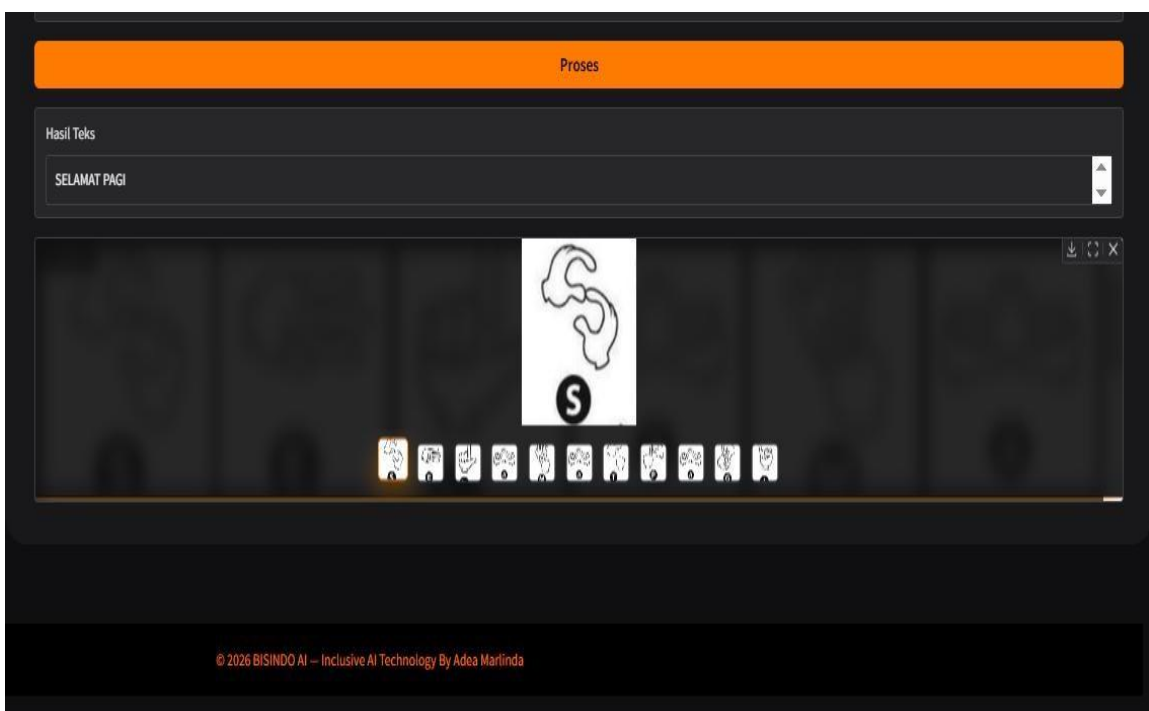 Proses
Hasil Teks
SELAMAT PAGI
S
© 2026 BISINDO AI — Inclusive AI Technology By Adea Marlinda